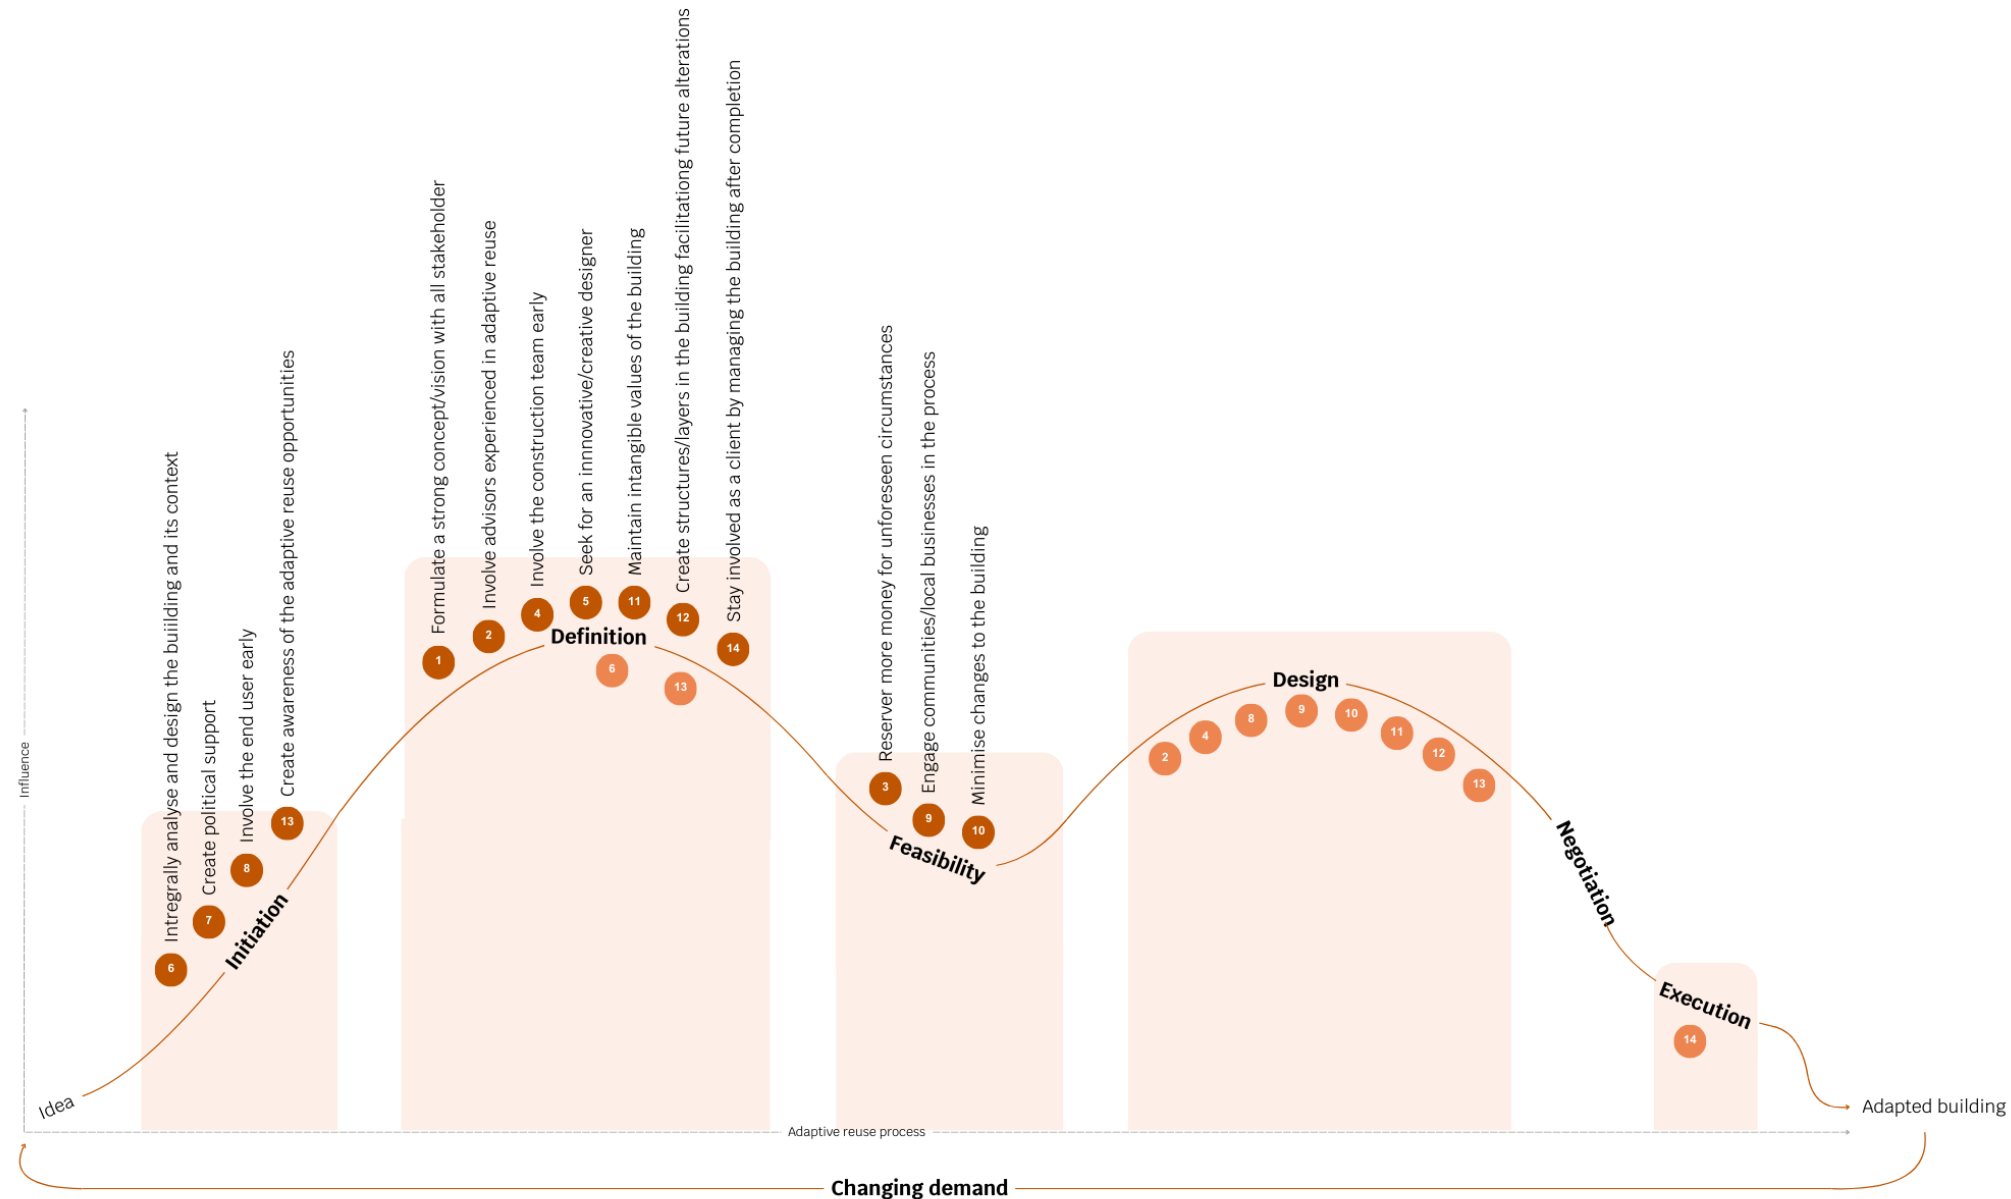 Influence
Idea
6
Intregrally analyse and design the buiilding and its context
7
Create political support
8
Involve the end user early
13
Create awareness of the adaptive reuse opportunities
Initiation
1
Formulate a strong concept/vision with all stakeholder
2
Involve advisors experienced in adaptive reuse
4
Involve the construction team early
5
Seek for an innovative/creative designer
11
Maintain intangible values of the building
12
Create structures/layers in the building facilitationg future alterations
14
Stay involved as a client by managing the building after completion
Definition
6
13
3
Reserver more money for unforeseen circumstances
9
Engage communities/local businesses in the process
10
Minimise changes to the building
Feasibility
Design
2
4
8
9
10
11
12
13
Negotiation
Execution
14
Adapted building
Adaptive reuse process
Changing demand